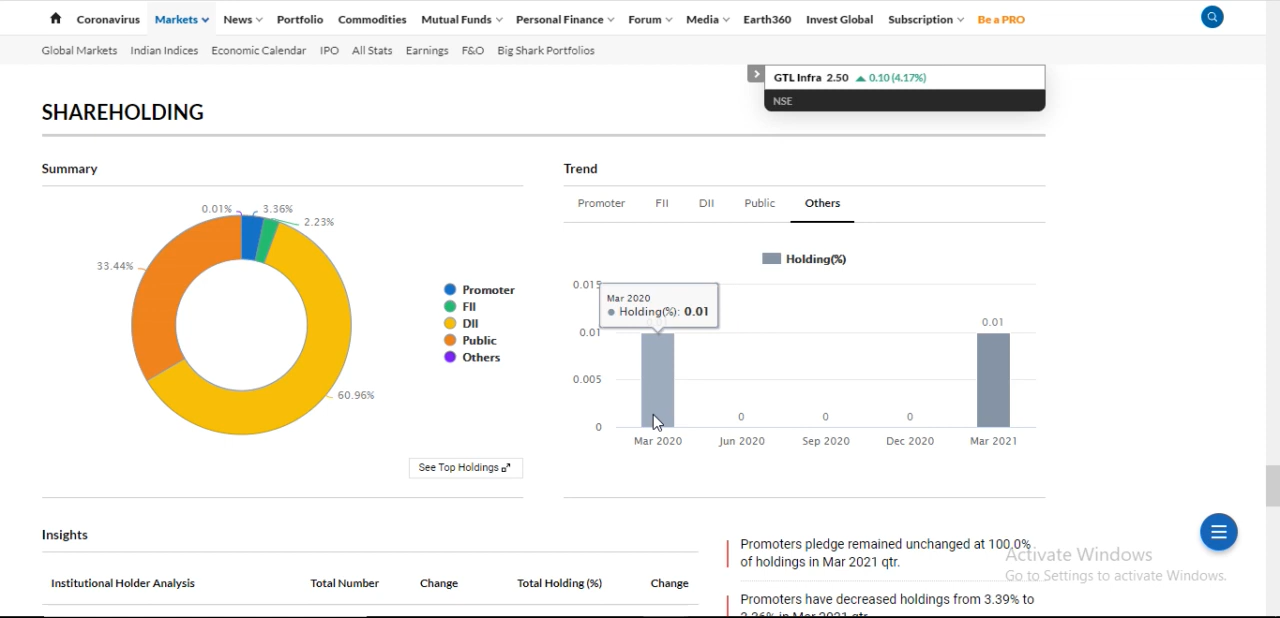 Coronavirus Markets News Portfolio Commodities Mutual Funds Personal Finance Forum Media Earth360 Invest Global Subscription Be a PRO
Global Markets Indian Indices Economic Calendar IPO All Stats Earnings F&O Big Shark Portfolios
GTL Infra 2.50 0.10 (4.17%)
NSE
SHAREHOLDING
Summary
0.01% 3.36%
2.23%
33.44%
60.96%
Promoter
FII
DII
Public
Others
See Top Holdings
Trend
Promoter FII DII Public Others
Holding(%)
0.015
Mar 2020
Holding(%): 0.01
0.01
0.01
0.005
0 0 0
0
Mar 2020 Jun 2020 Sep 2020 Dec 2020 Mar 2021
Insights
Institutional Holder Analysis Total Number Change Total Holding (%) Change
Promoters pledge remained unchanged at 100.0%
of holdings in Mar 2021 qtr.
Promoters have decreased holdings from 3.39% to
3.36% in Mar 2021 qtr.
Activate Windows
Go to Settings to activate Windows.